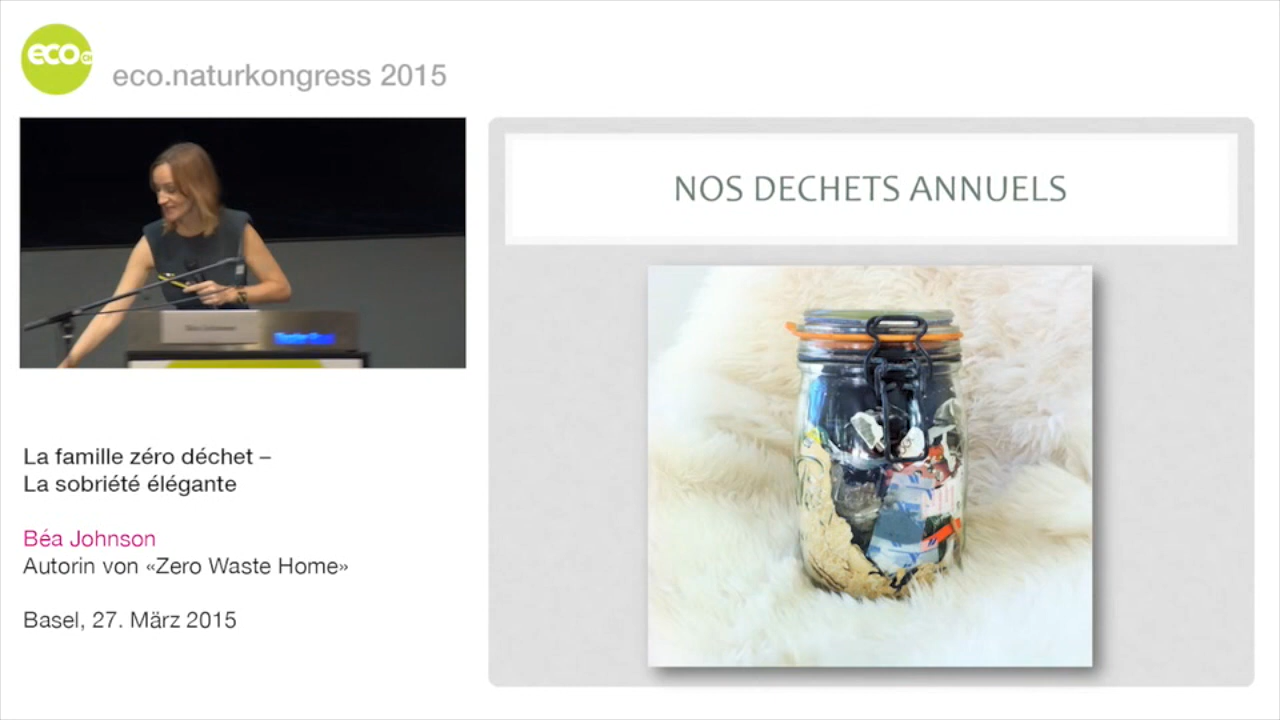 eco.ch
eco.naturkongress 2015
NOS DECHETS ANNUELS
La famille zéro déchet –
La sobriété élégante
Béa Johnson
Autorin von «Zero Waste Home»
Basel, 27. März 2015